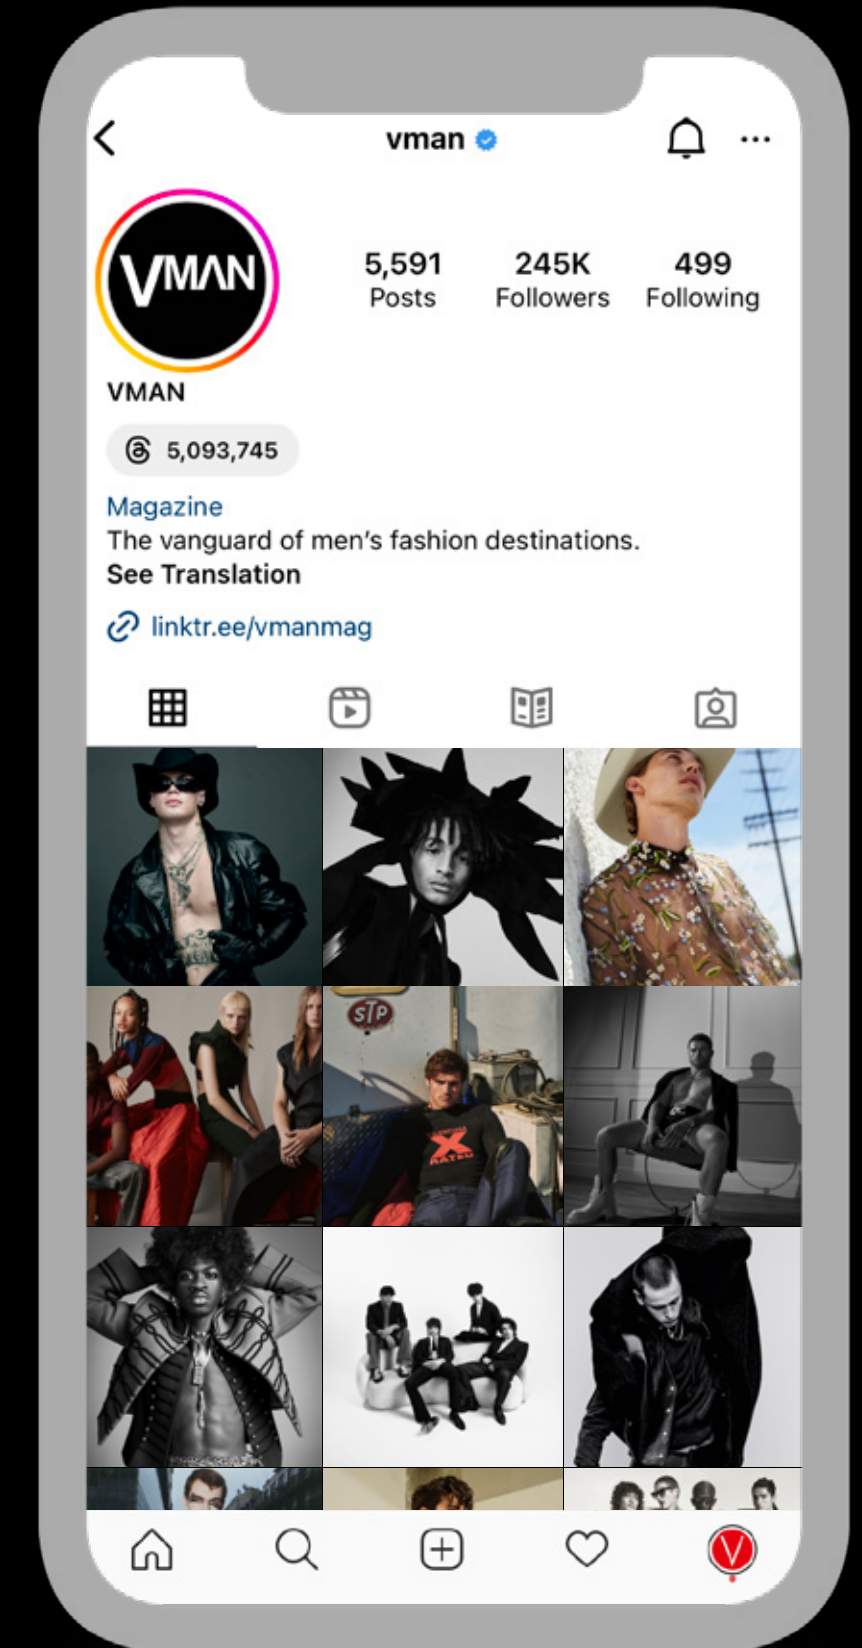 vman
VMAN
5,591 245K 499
Posts Followers Following
VMAN
5,093,745
Magazine
The vanguard of men's fashion destinations.
See Translation
linktr.ee/vmanmag
STP
X
RATED
V